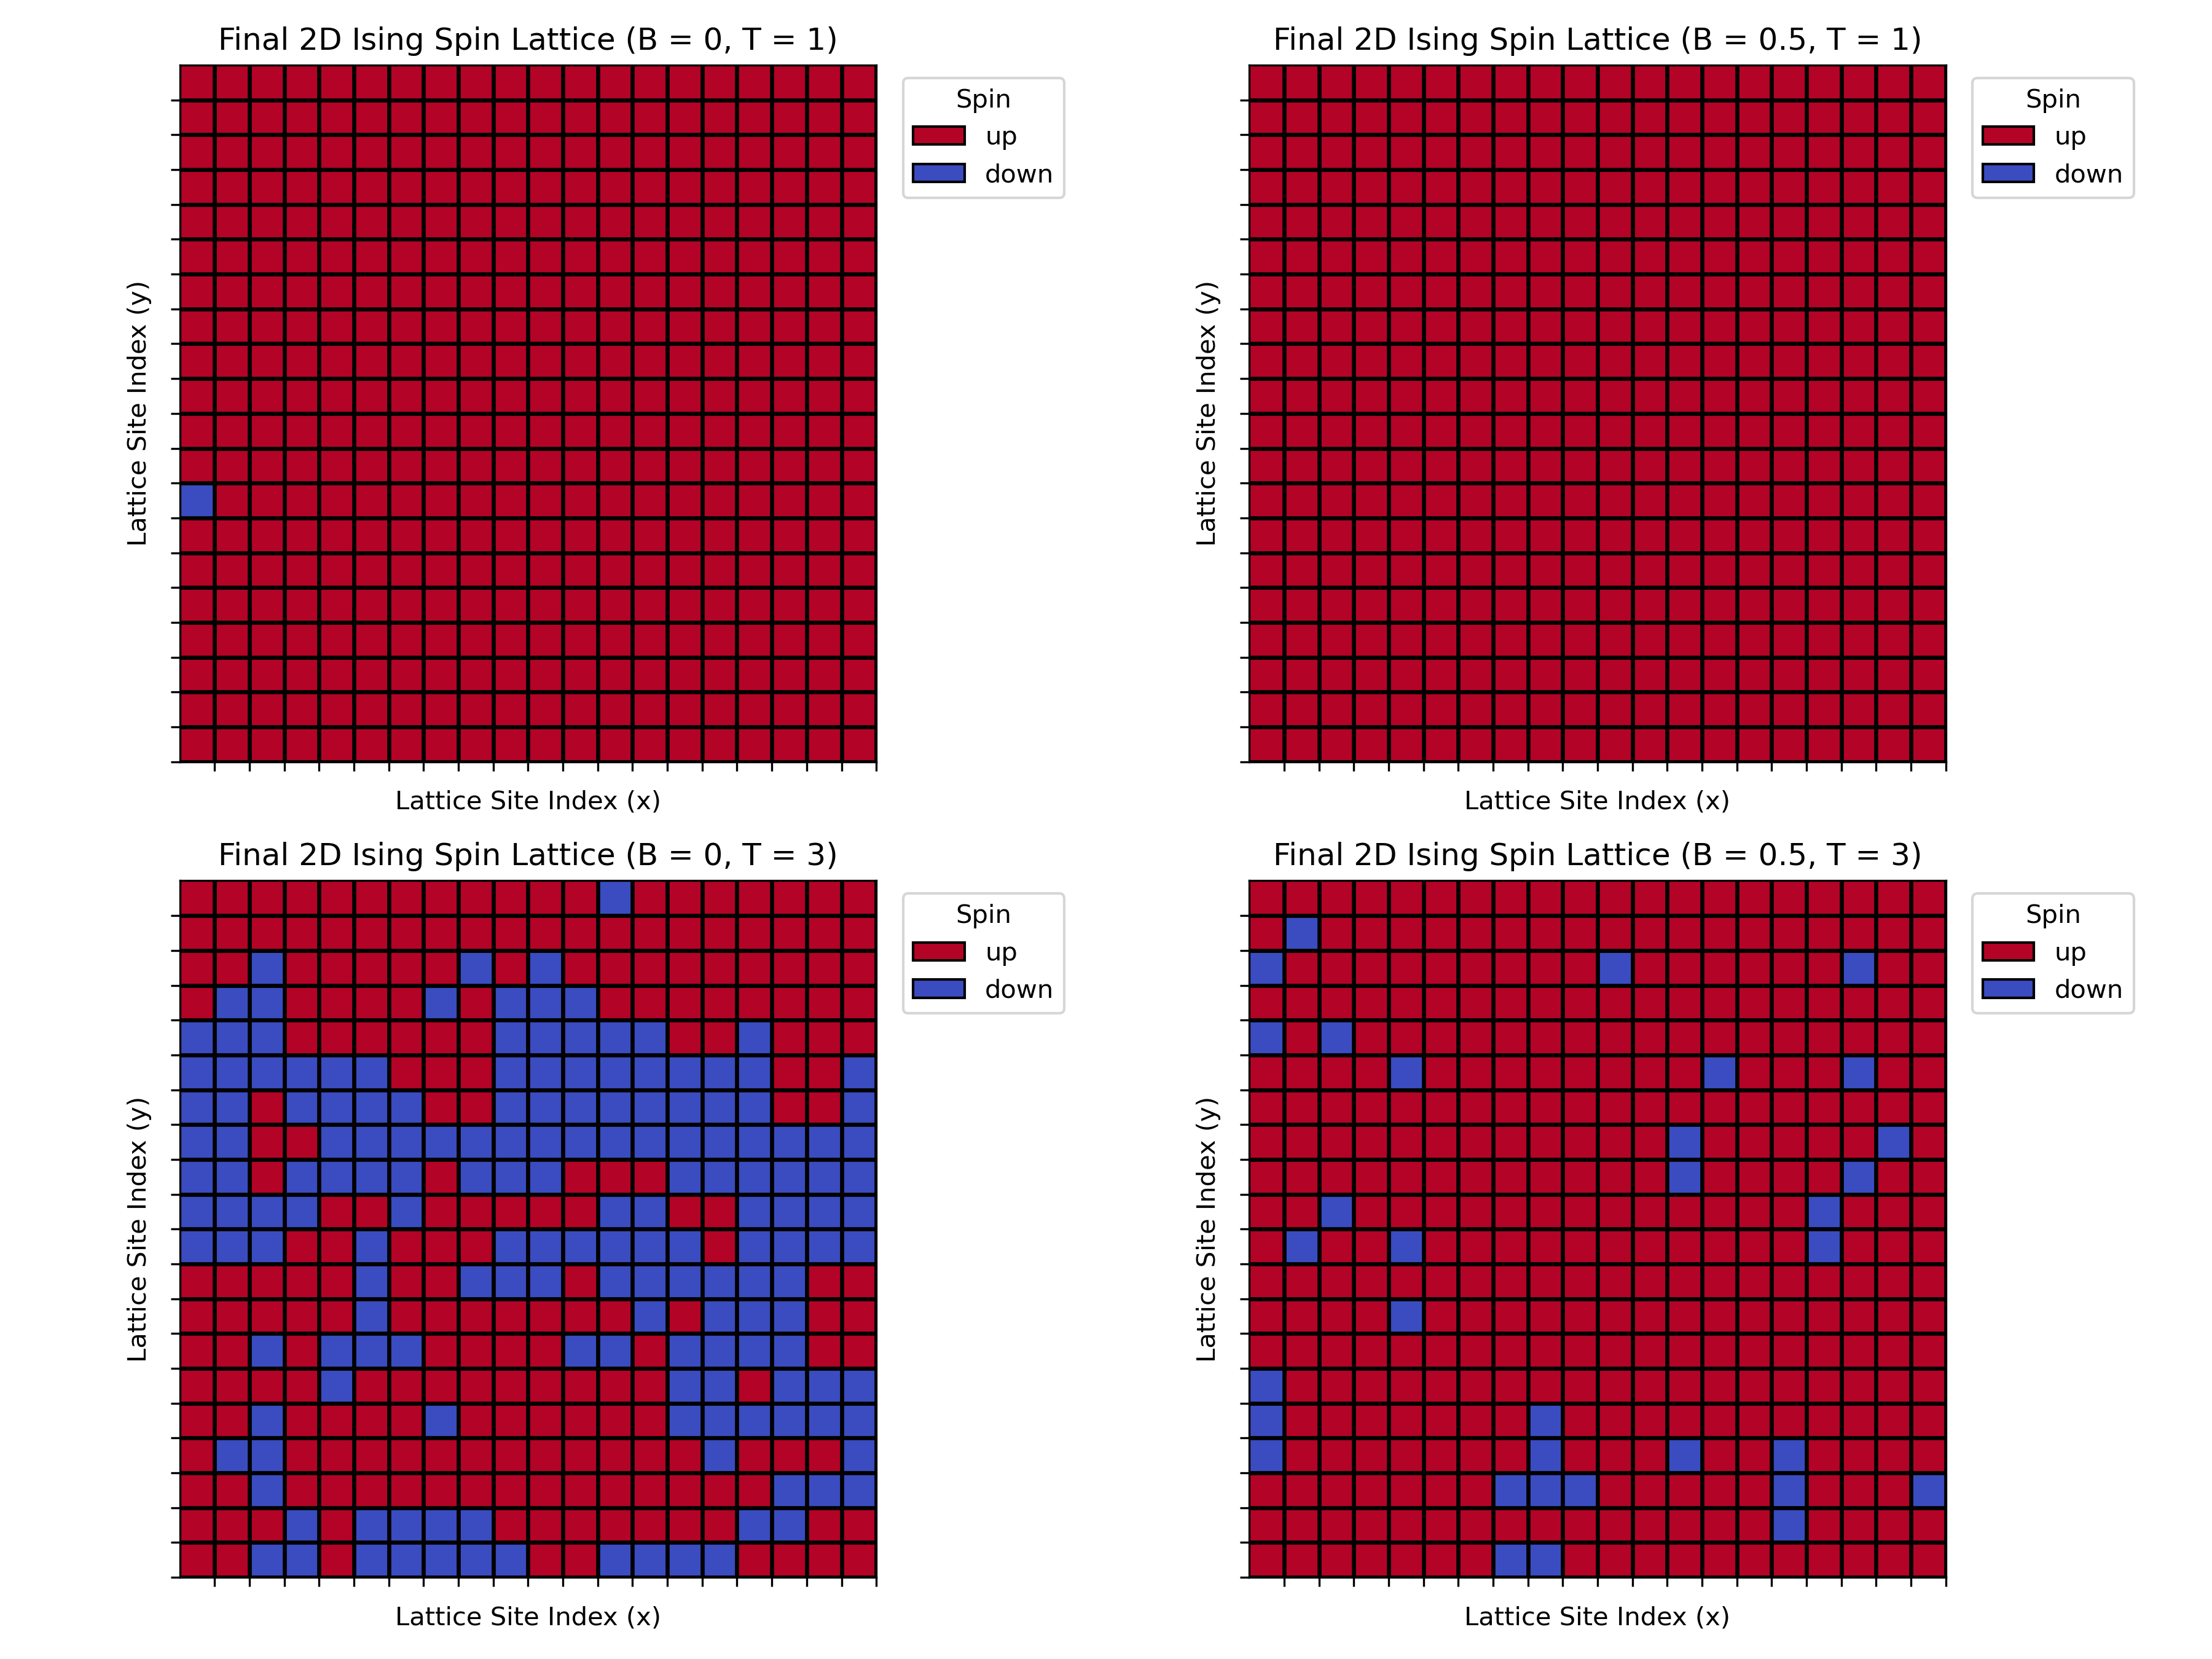 Final 2D Ising Spin Lattice (B = 0, T = 1)
Spin
up
down
Lattice Site Index (y)
Lattice Site Index (x)
Final 2D Ising Spin Lattice (B = 0.5, T = 1)
Spin
up
down
Lattice Site Index (y)
Lattice Site Index (x)
Final 2D Ising Spin Lattice (B = 0, T = 3)
Spin
up
down
Lattice Site Index (y)
Lattice Site Index (x)
Final 2D Ising Spin Lattice (B = 0.5, T = 3)
Spin
up
down
Lattice Site Index (y)
Lattice Site Index (x)